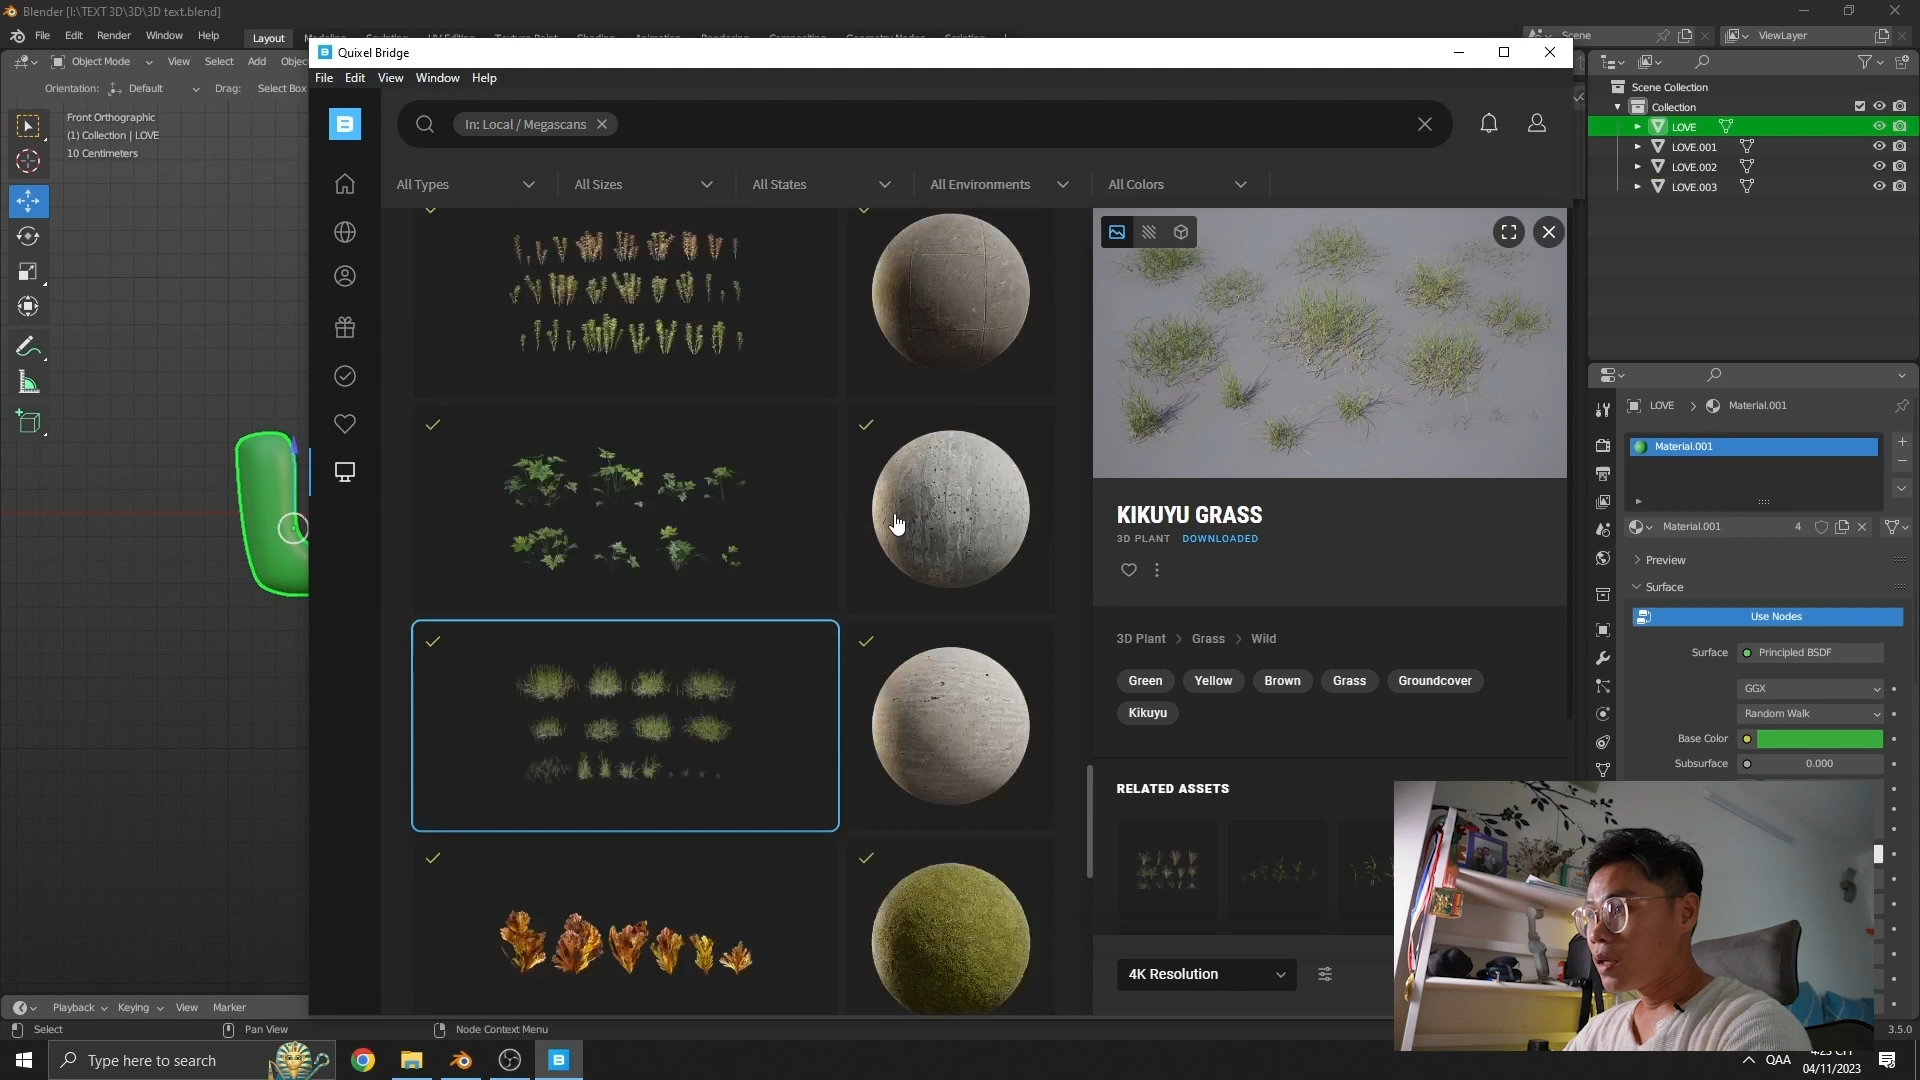 Blender [I:\TEXT 3D\3D\3D text.blend]
File Edit Render Window Help Layout
Scene ViewLayer
Quixel Bridge
File Edit View Window Help
Object Mode View Select Add Objec
Orientation: Default Drag: Select Box
Front Orthographic
(1) Collection | LOVE
10 Centimeters
In: Local / Megascans
All Types All Sizes All States All Environments All Colors
KIKUYU GRASS
3D PLANT DOWNLOADED
3D Plant > Grass > Wild
Green Yellow Brown Grass Groundcover
Kikuyu
RELATED ASSETS
4K Resolution
Scene Collection
Collection
LOVE
LOVE.001
LOVE.002
LOVE.003
LOVE > Material.001
Material.001
Material.001 4
Preview
Surface
Use Nodes
Surface Principled BSDF
GGX
Random Walk
Base Color
Subsurface 0.000
Playback Keying View Marker
Select Pan View Node Context Menu
3.5.0
Type here to search
QAA
04/11/2023